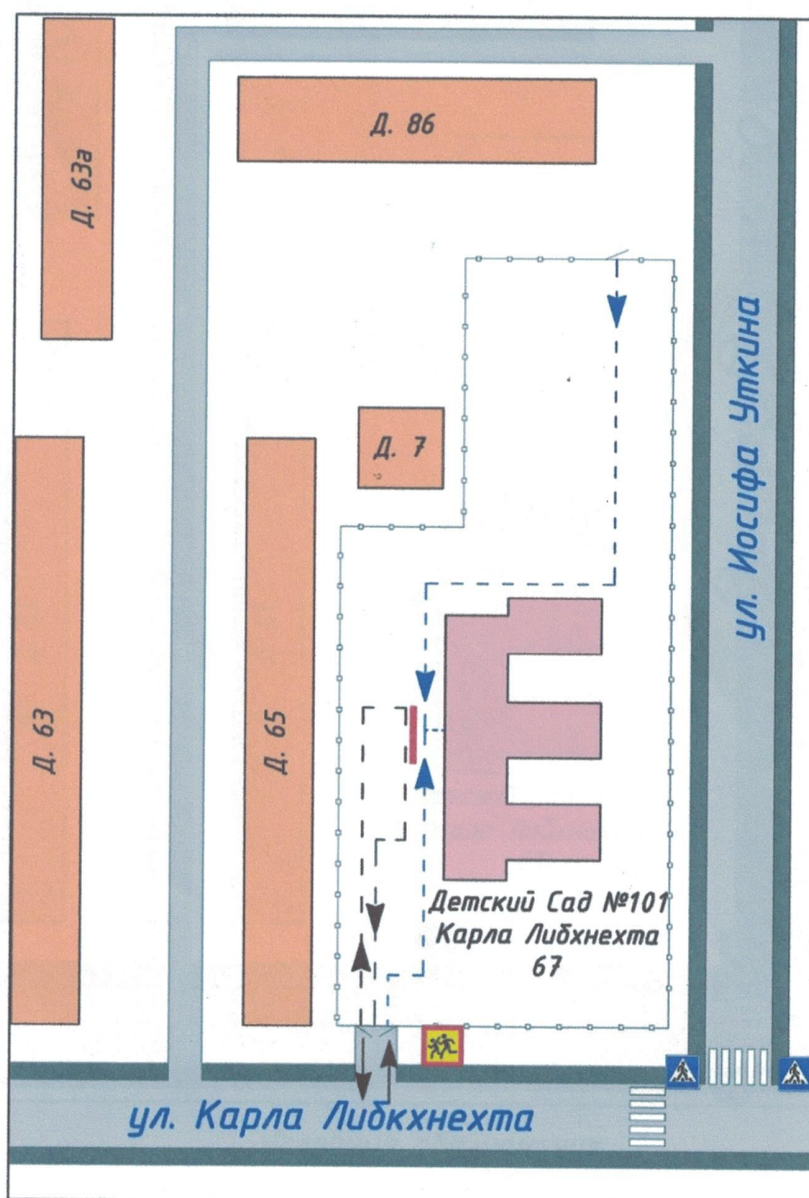 Д. 63а
Д. 86
Д. 7
ул. Иосифа Уткина
Д. 63
Д. 65
Детский Сад №101
Карла Либхнехта
67
ул. Карла Либкхнехта